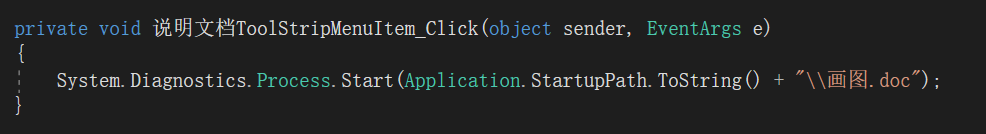 private void 说明文档ToolStripMenuItem_Click(object sender, EventArgs e)
{
    System.Diagnostics.Process.Start(Application.StartupPath.ToString() + "\\画图.doc");
}